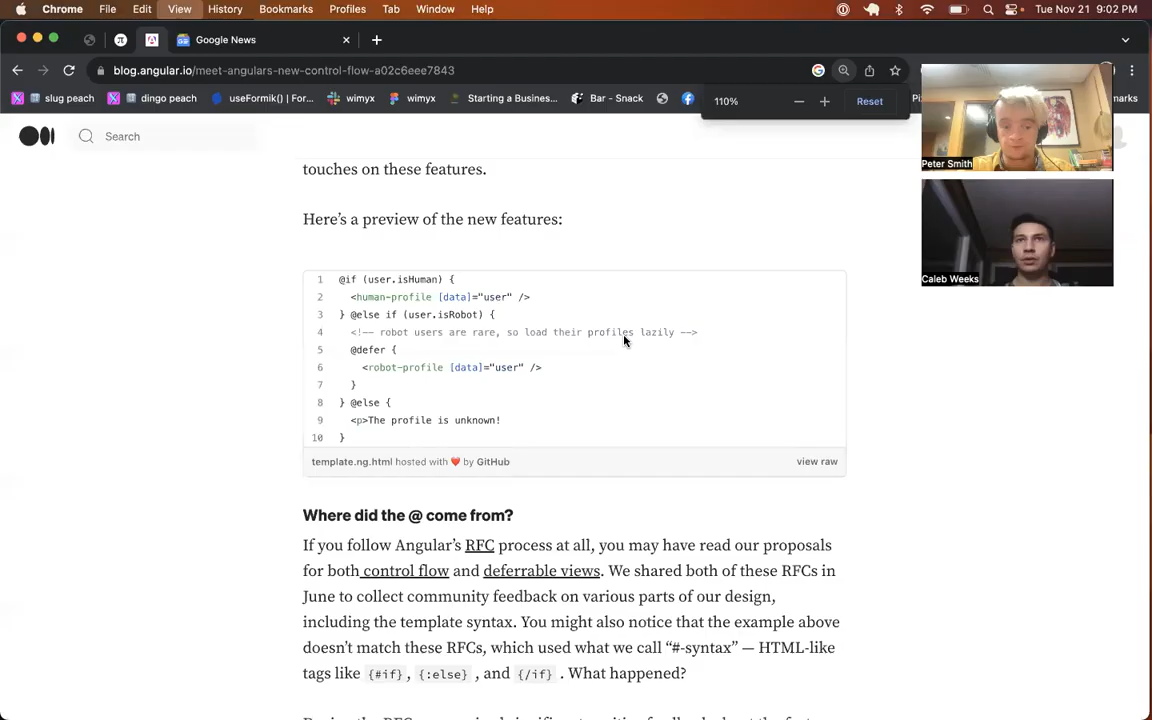 Chrome File Edit View History Bookmarks Profiles Tab Window Help Tue Nov 21 9:02 PM
Google News
blog.angular.io/meet-angulars-new-control-flow-a02c6eee7843
slug peach dingo peach useFormik() | For... wimyx wimyx Starting a Busines... Bar - Snack
110% Reset
Search
Peter Smith
Caleb Weeks
touches on these features.
Here’s a preview of the new features:
1 @if (user.isHuman) {
2 <human-profile [data]="user" />
3 } @else if (user.isRobot) {
4 <!-- robot users are rare, so load their profiles lazily -->
5 @defer {
6 <robot-profile [data]="user" />
7 }
8 } @else {
9 <p>The profile is unknown!
10 }
template.ng.html hosted with ❤ by GitHub view raw
Where did the @ come from?
If you follow Angular’s RFC process at all, you may have read our proposals
for both control flow and deferrable views. We shared both of these RFCs in
June to collect community feedback on various parts of our design,
including the template syntax. You might also notice that the example above
doesn’t match these RFCs, which used what we call “#-syntax” — HTML-like
tags like {#if}, {:else}, and {/if}. What happened?